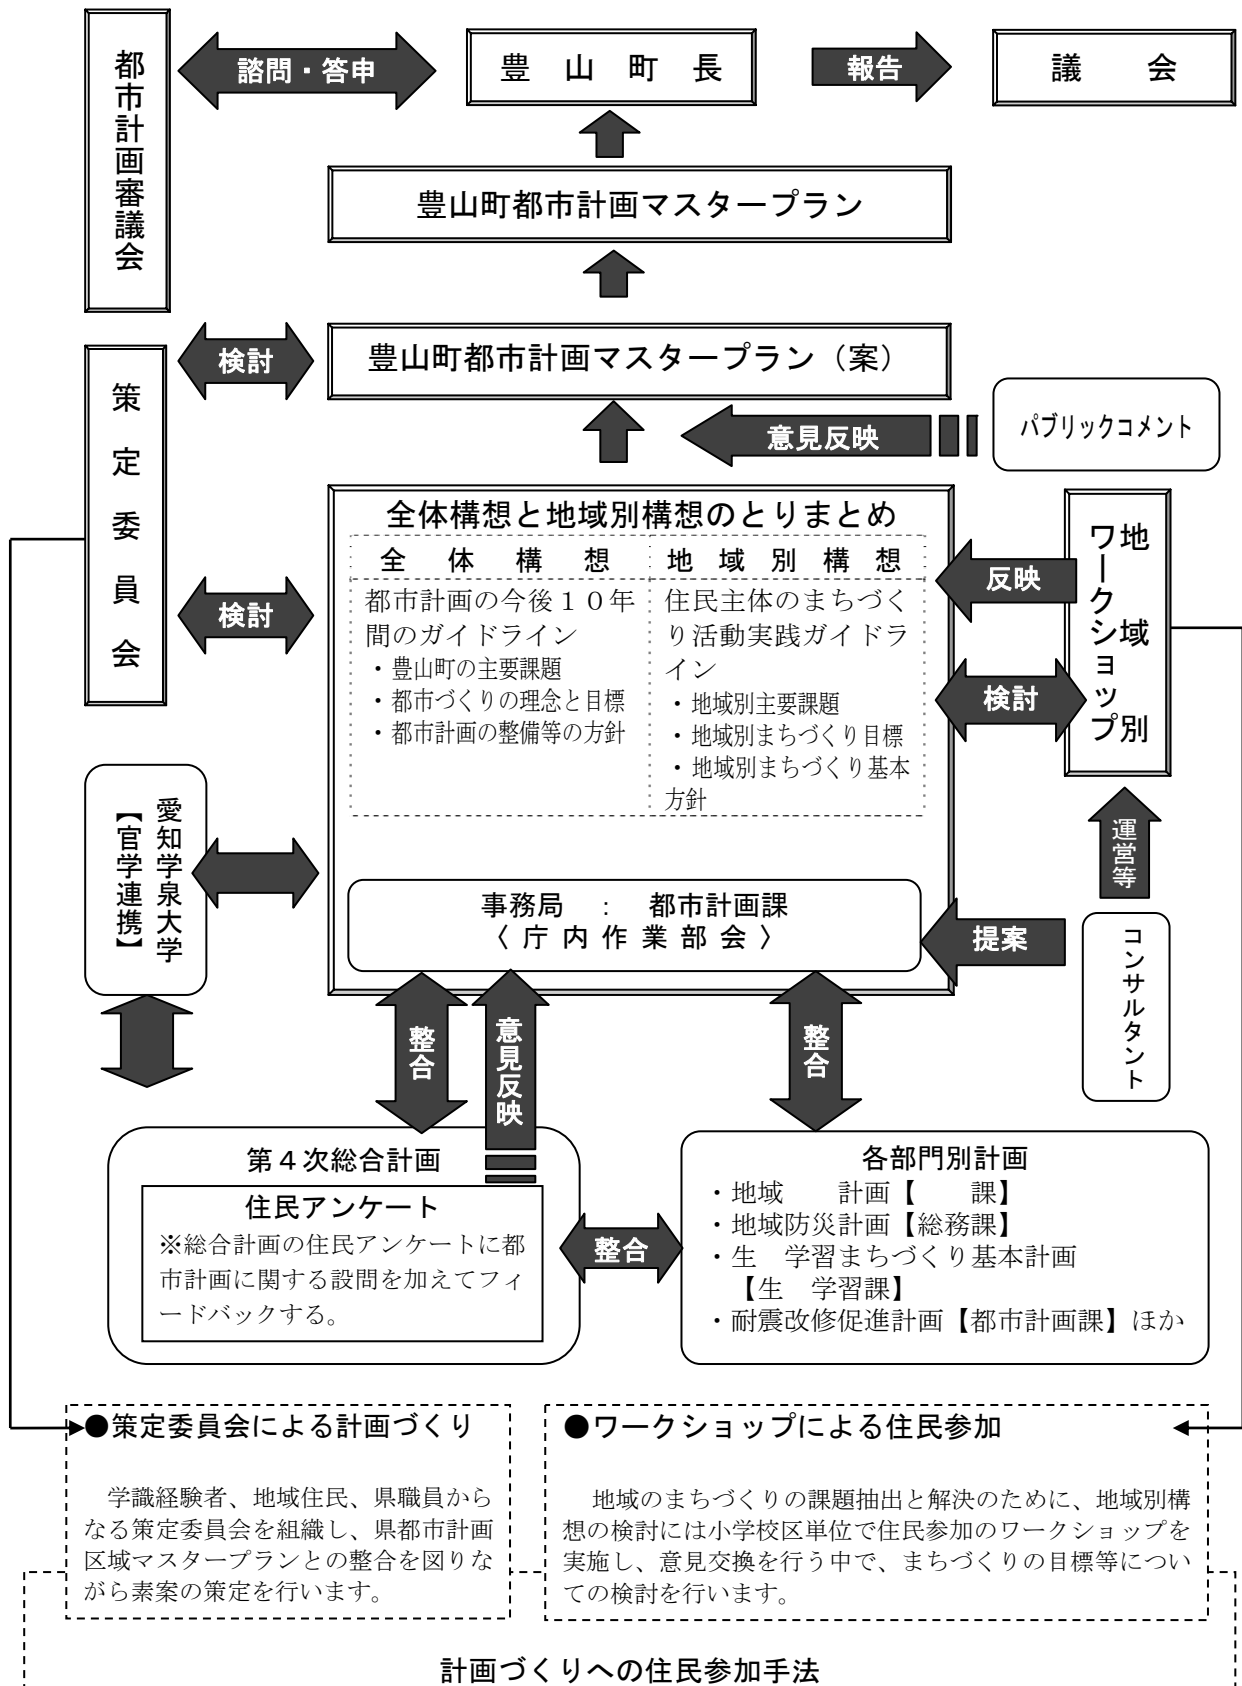 都市計画審議会
諮問・答申
豊山町長
報告
議会
豊山町都市計画マスタープラン
策定委員会
検討
豊山町都市計画マスタープラン（案）
意見反映
パブリックコメント
全体構想と地域別構想のとりまとめ
全体構想
都市計画の今後１０年
間のガイドライン
・豊山町の主要課題
・都市づくりの理念と目標
・都市計画の整備等の方針
地域別構想
住民主体のまちづく
り活動実践ガイドラ
イン
・地域別主要課題
・地域別まちづくり目標
・地域別まちづくり基本
方針
検討
反映
検討
地域別
ワークショップ
愛知学泉大学
【官学連携】
運営等
事務局　：　都市計画課
〈庁内作業部会〉
提案
コンサルタント
整合
意見反映
整合
第４次総合計画
住民アンケート
※総合計画の住民アンケートに都
市計画に関する設問を加えてフィ
ードバックする。
整合
各部門別計画
・地域　　計画【　　課】
・地域防災計画【総務課】
・生　学習まちづくり基本計画
【生　学習課】
・耐震改修促進計画【都市計画課】ほか
●策定委員会による計画づくり
学識経験者、地域住民、県職員から
なる策定委員会を組織し、県都市計画
区域マスタープランとの整合を図りな
がら素案の策定を行います。
●ワークショップによる住民参加
地域のまちづくりの課題抽出と解決のために、地域別構
想の検討には小学校区単位で住民参加のワークショップを
実施し、意見交換を行う中で、まちづくりの目標等につい
ての検討を行います。
計画づくりへの住民参加手法